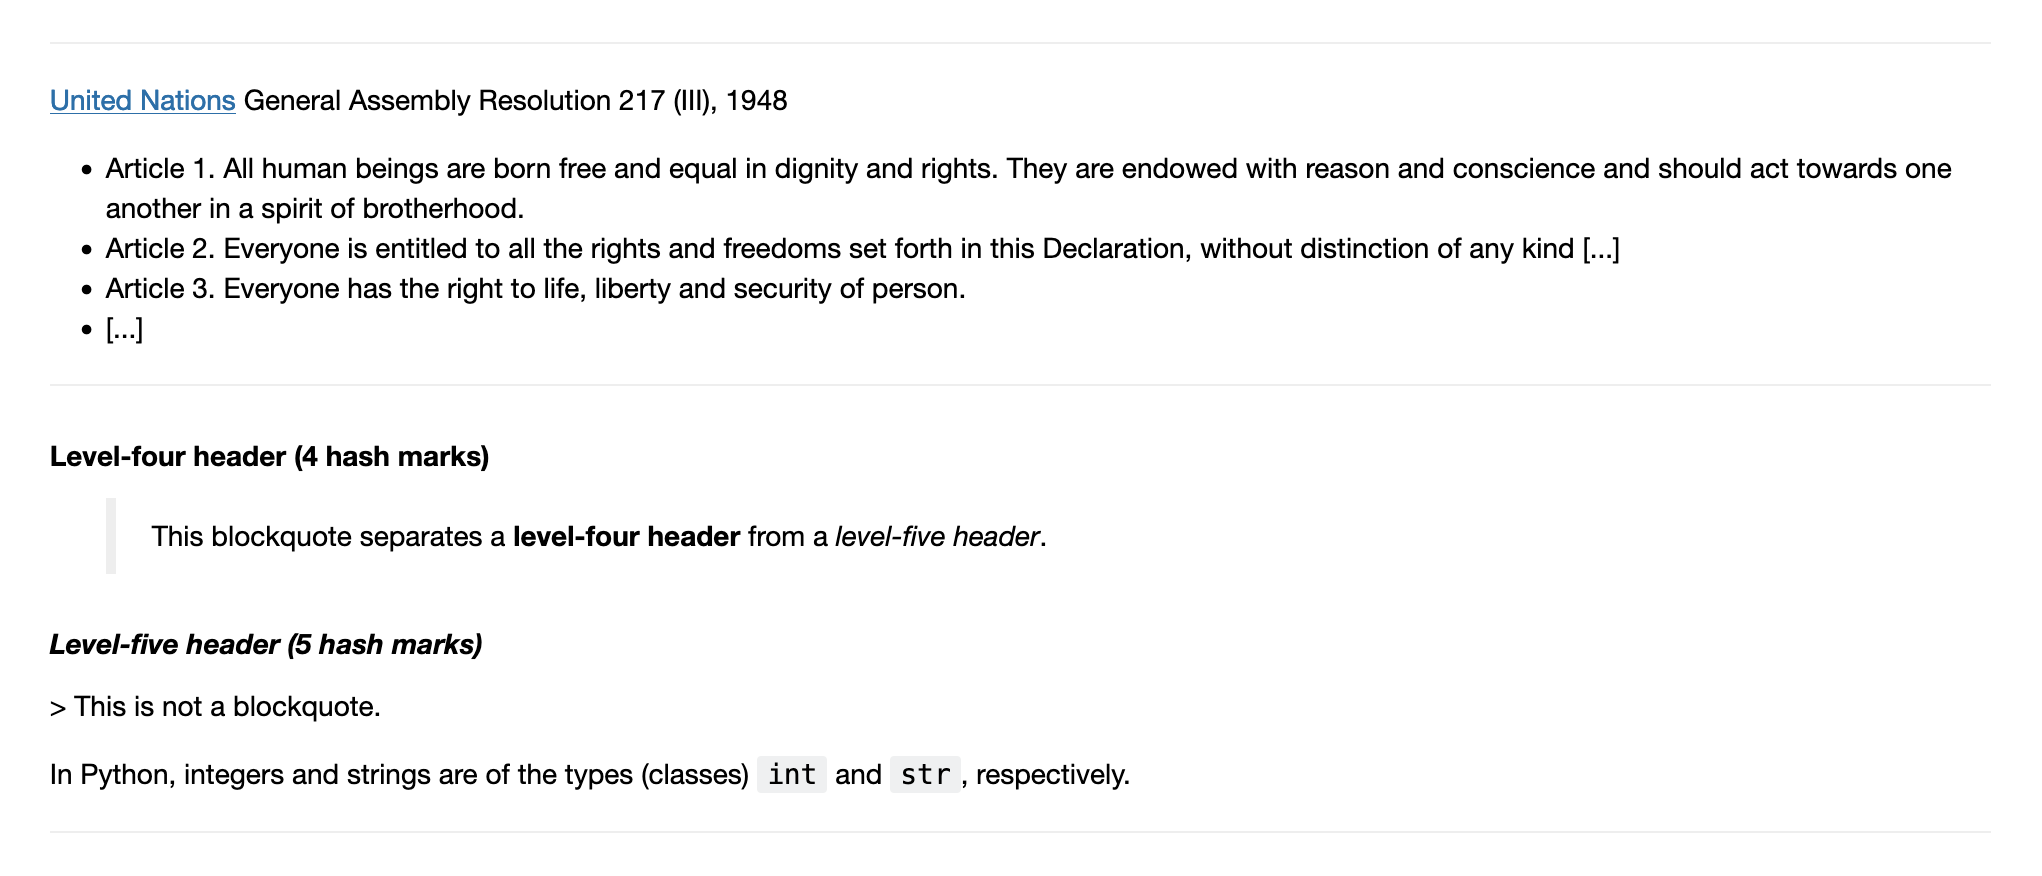 United Nations General Assembly Resolution 217 (III), 1948
• Article 1. All human beings are born free and equal in dignity and rights. They are endowed with reason and conscience and should act towards one
another in a spirit of brotherhood.
• Article 2. Everyone is entitled to all the rights and freedoms set forth in this Declaration, without distinction of any kind [...]
• Article 3. Everyone has the right to life, liberty and security of person.
• [...]
Level-four header (4 hash marks)
This blockquote separates a level-four header from a level-five header.
Level-five header (5 hash marks)
> This is not a blockquote.
In Python, integers and strings are of the types (classes) int and str, respectively.